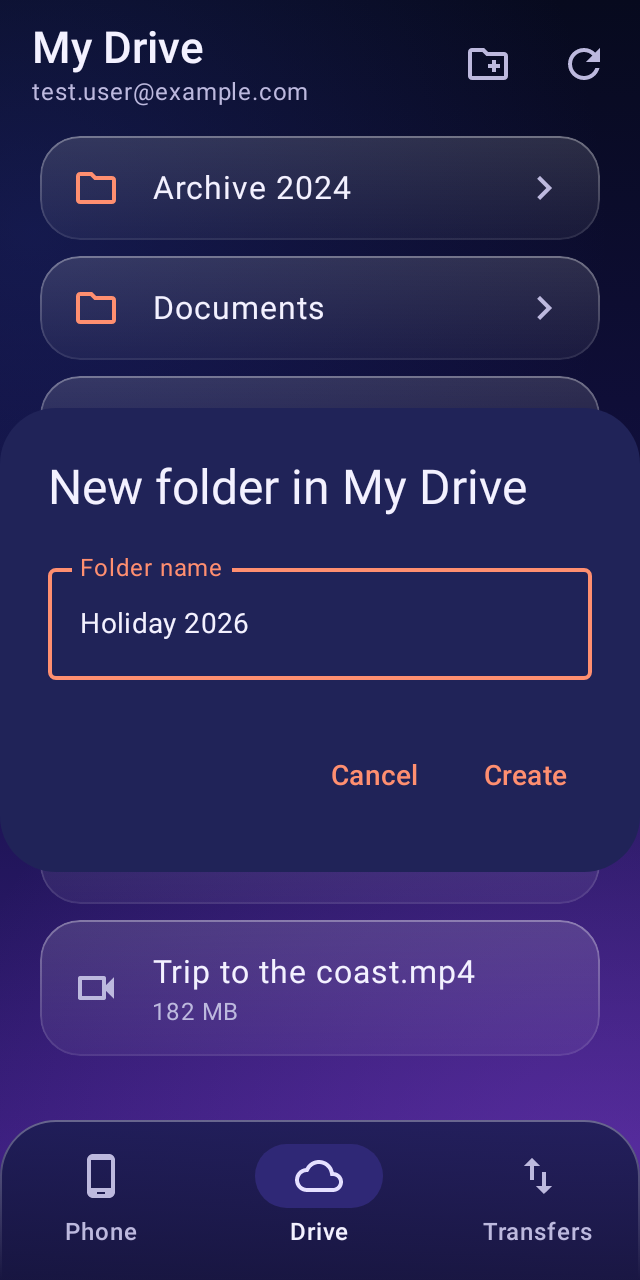 My Drive
test.user@example.com
Archive 2024
Documents
New folder in My Drive
Folder name
Holiday 2026
Cancel
Create
Trip to the coast.mp4
182 MB
Phone
Drive
Transfers